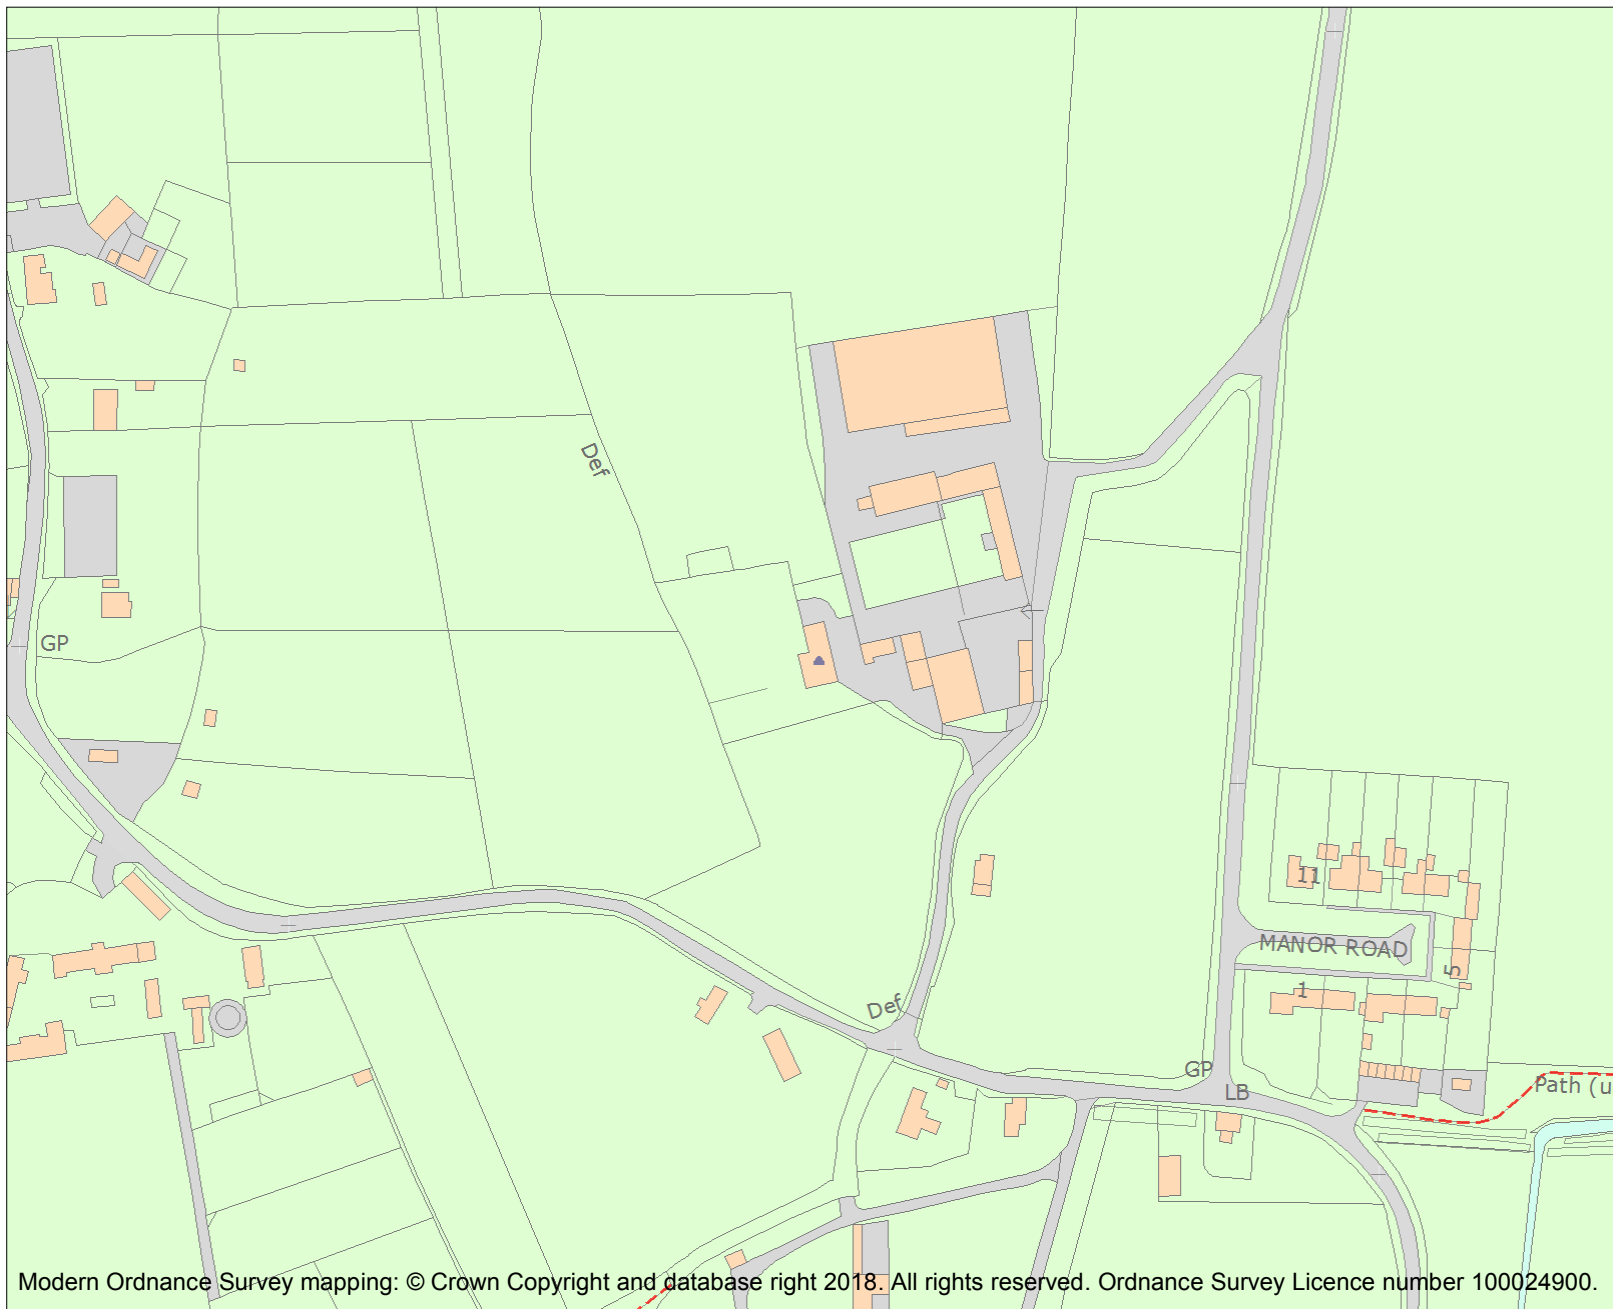 Def
GP
11
MANOR ROAD
5
1
Def
GP
LB
Path (u
Modern Ordnance Survey mapping: © Crown Copyright and database right 2018. All rights reserved. Ordnance Survey Licence number 100024900.